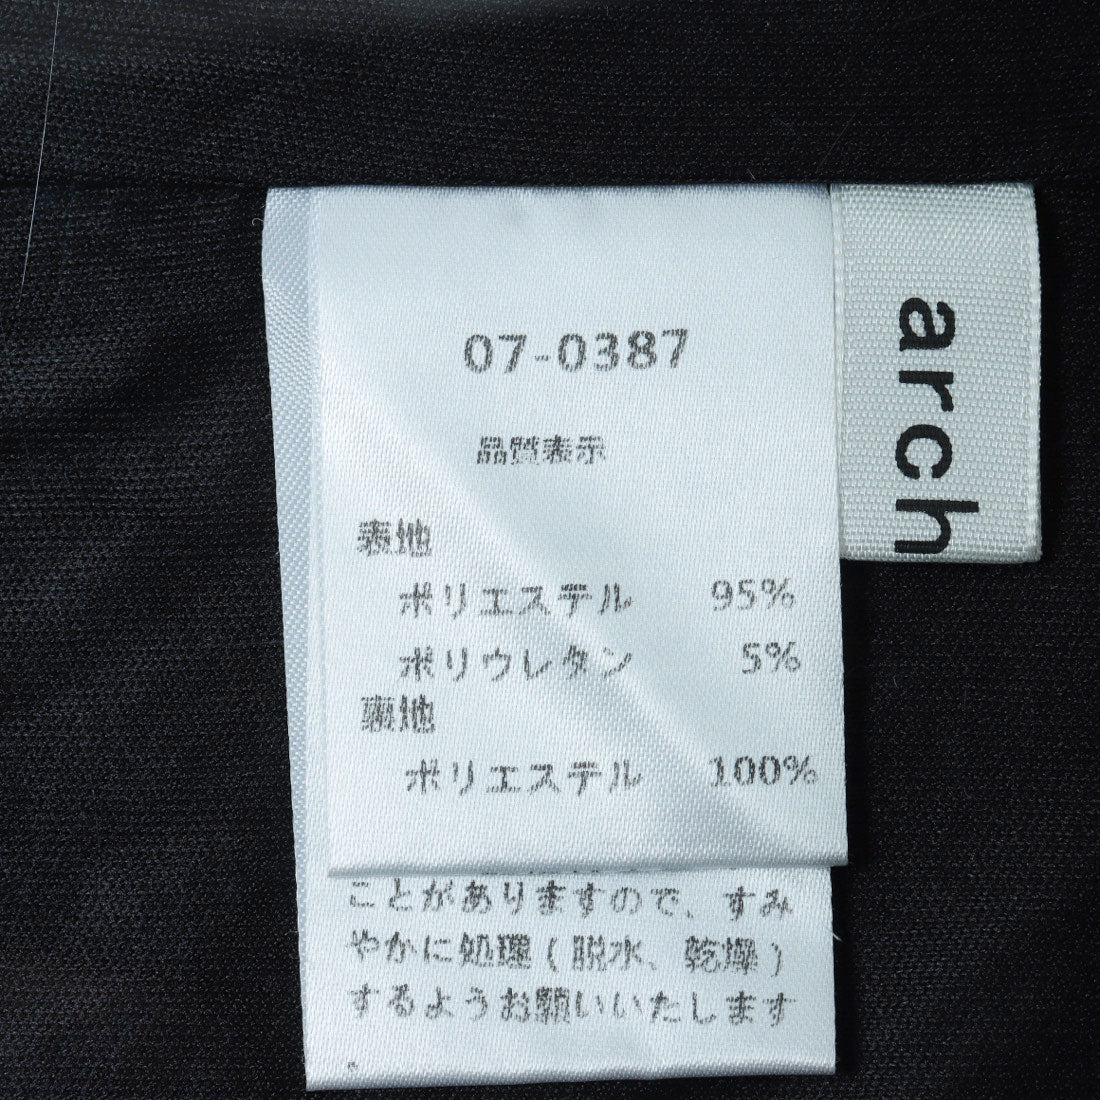 07-0387
品質表示
表地
ポリエステル 95%
ポリウレタン 5%
裏地
ポリエステル 100%
ことがありますので、すみ
やかに処理(脱水、乾燥)
するようお願いいたします
。
arch